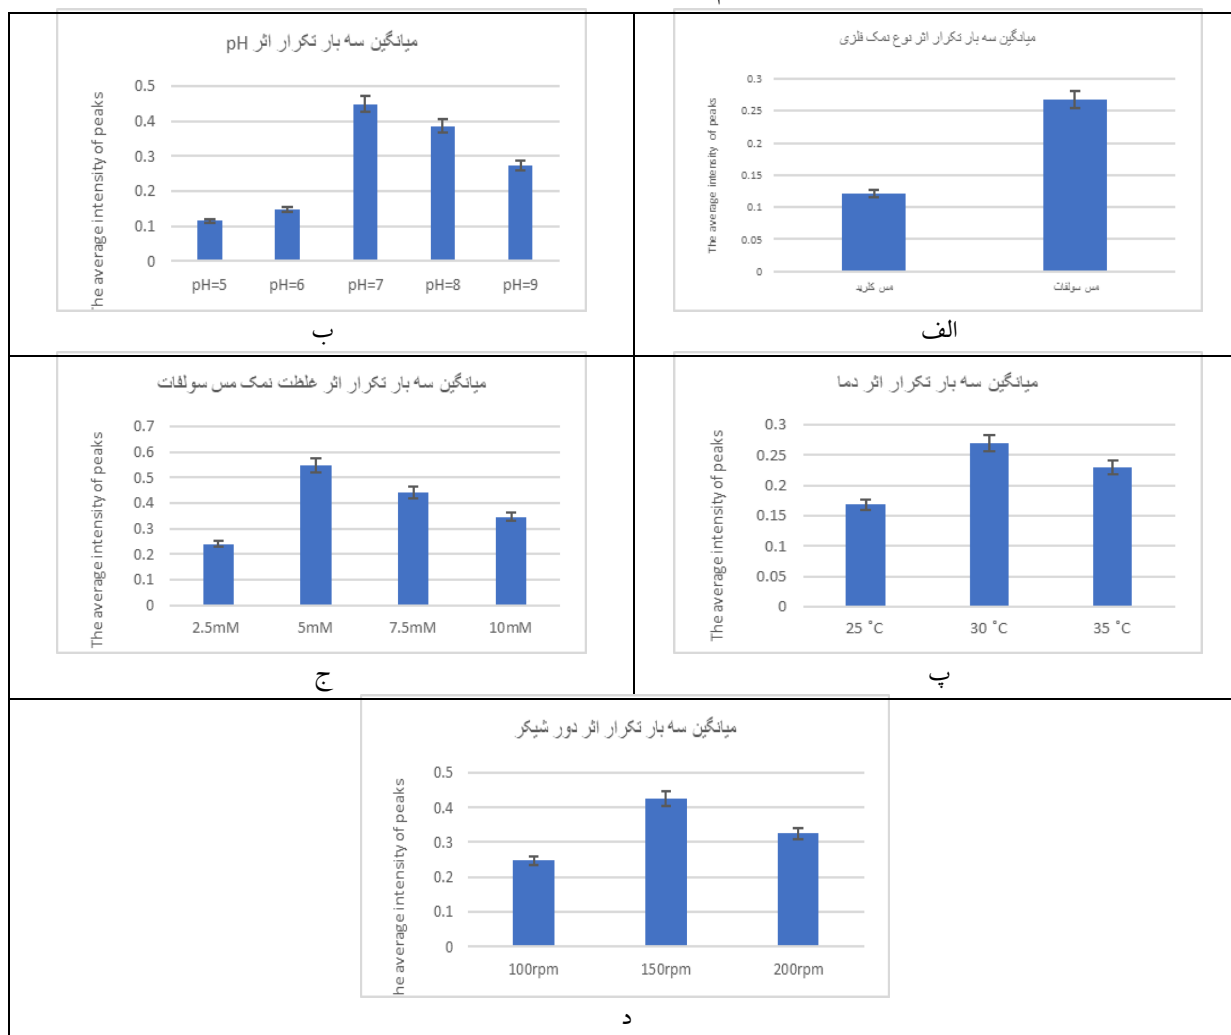 میانگین سه بار تکرار اثر نوع نمک فلزی
The average intensity of peaks
0.3
0.25
0.2
0.15
0.1
0.05
0
مس کلرید
مس سولفات
الف
میانگین سه بار تکرار اثر pH
The average intensity of peaks
0.5
0.4
0.3
0.2
0.1
0
pH=5 pH=6 pH=7 pH=8 pH=9
ب
میانگین سه بار تکرار اثر دما
The average intensity of peaks
0.3
0.25
0.2
0.15
0.1
0.05
0
25 ˚C 30 ˚C 35 ˚C
پ
میانگین سه بار تکرار اثر غلظت نمک مس سولفات
The average intensity of peaks
0.7
0.6
0.5
0.4
0.3
0.2
0.1
0
2.5mM 5mM 7.5mM 10mM
ج
میانگین سه بار تکرار اثر دور شیکر
he average intensity of peaks
0.5
0.4
0.3
0.2
0.1
0
100rpm 150rpm 200rpm
د